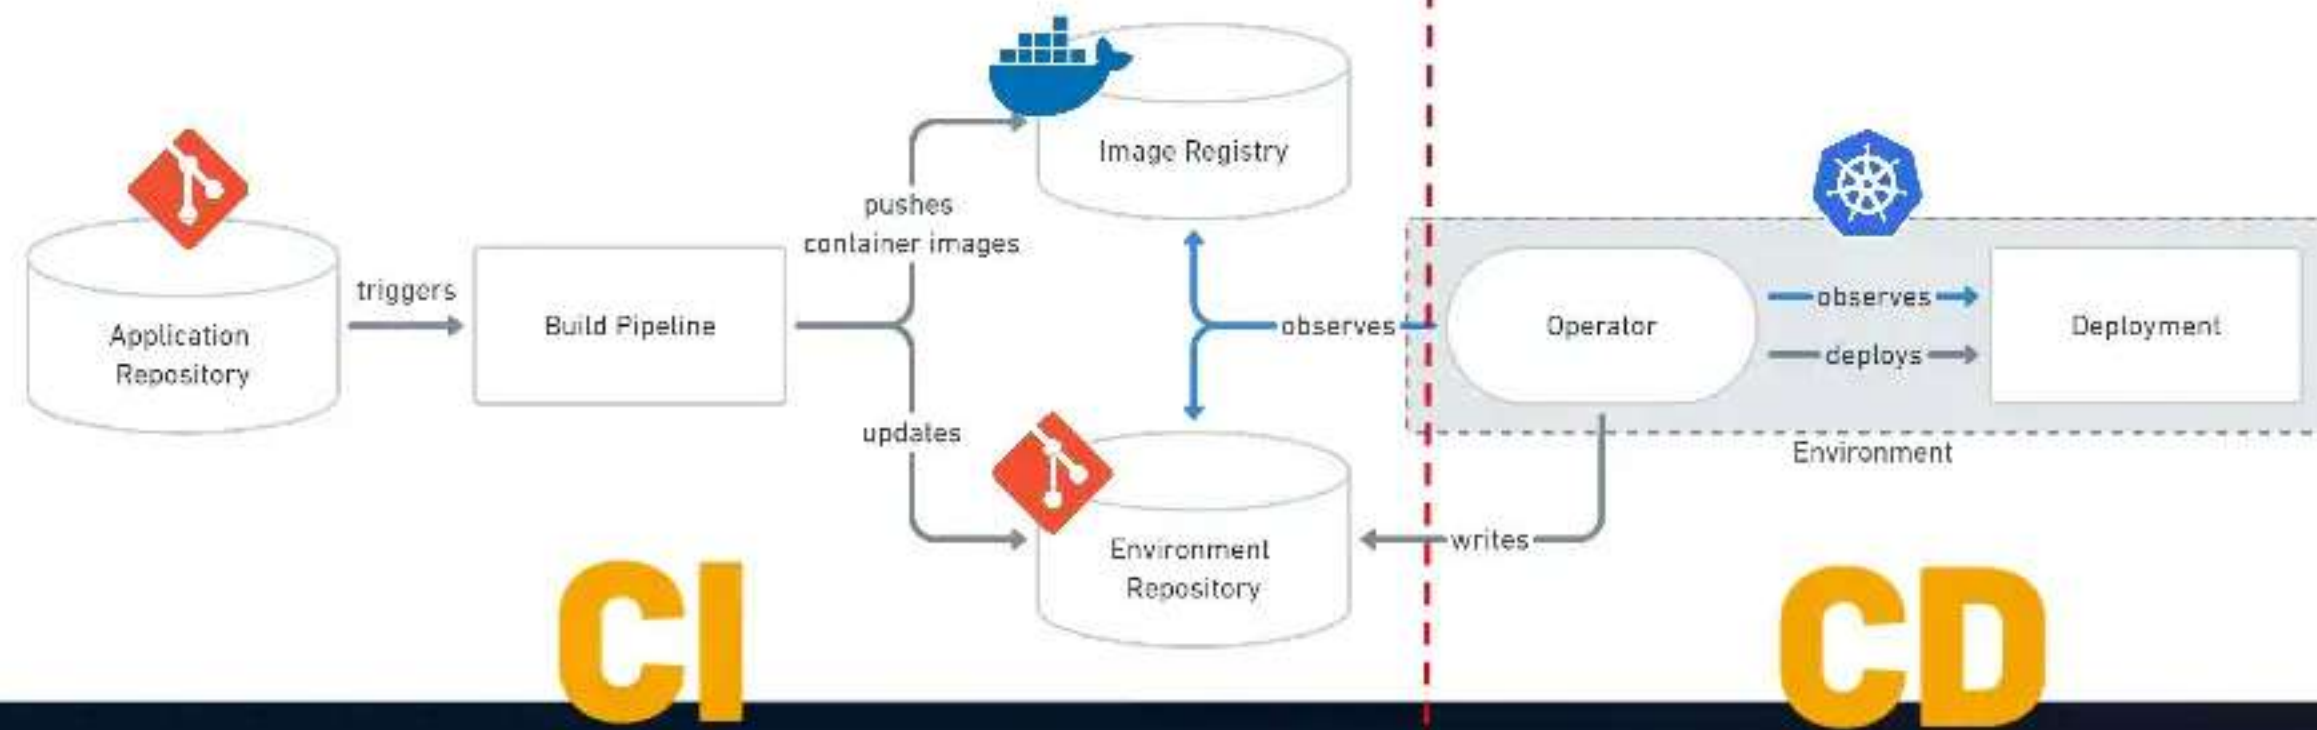 Image Registry
pushes
container images
triggers
Application
Repository
Build Pipeline
observes
Operator
observes
deploys
Deployment
updates
Environment
Environment
Repository
writes
CI
CD